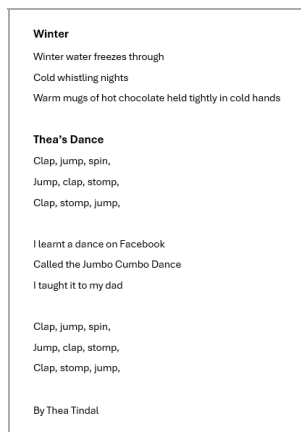 Winter
Winter water freezes through
Cold whistling nights
Warm mugs of hot chocolate held tightly in cold hands
Thea's Dance
Clap, jump, spin,
Jump, clap, stomp,
Clap, stomp, jump,
I learnt a dance on Facebook
Called the Jumbo Cumbo Dance
I taught it to my dad
Clap, jump, spin,
Jump, clap, stomp,
Clap, stomp, jump,
By Thea Tindal